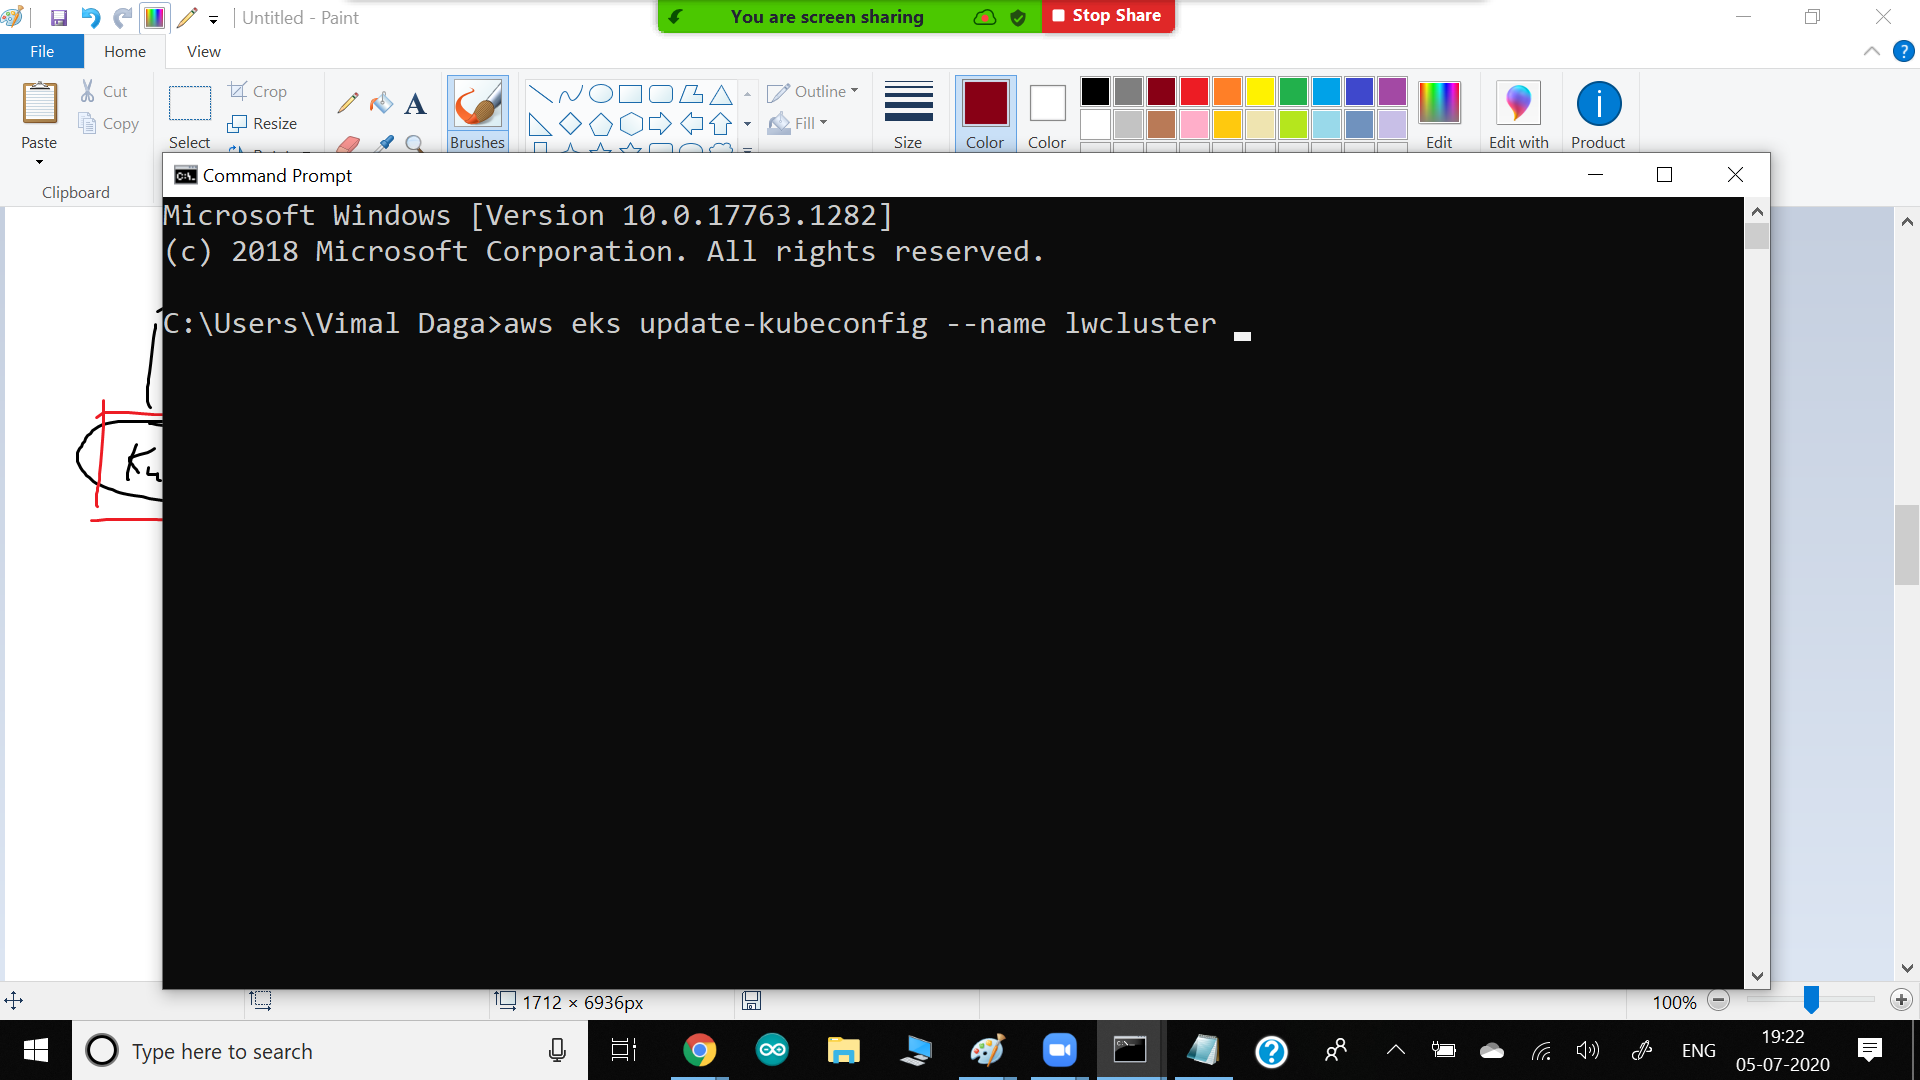 Untitled - Paint
You are screen sharing
Stop Share
File
Home
View
Cut
Copy
Paste
Clipboard
Crop
Resize
Select
Brushes
Outline
Fill
Size
Color
Color
Edit
Edit with
Product
Command Prompt
Microsoft Windows [Version 10.0.17763.1282]
(c) 2018 Microsoft Corporation. All rights reserved.
C:\Users\Vimal Daga>aws eks update-kubeconfig --name lwcluster
1712 × 6936px
100%
Type here to search
ENG
19:22
05-07-2020